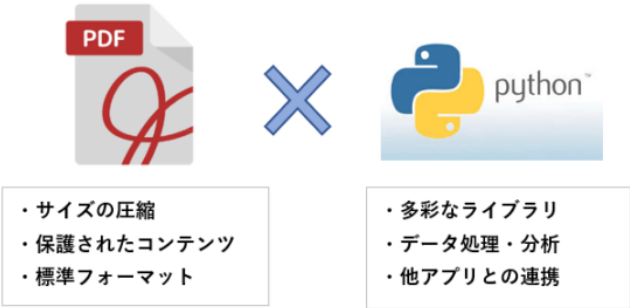 PDF
python™
・サイズの圧縮
・保護されたコンテンツ
・標準フォーマット
・多彩なライブラリ
・データ処理・分析
・他アプリとの連携